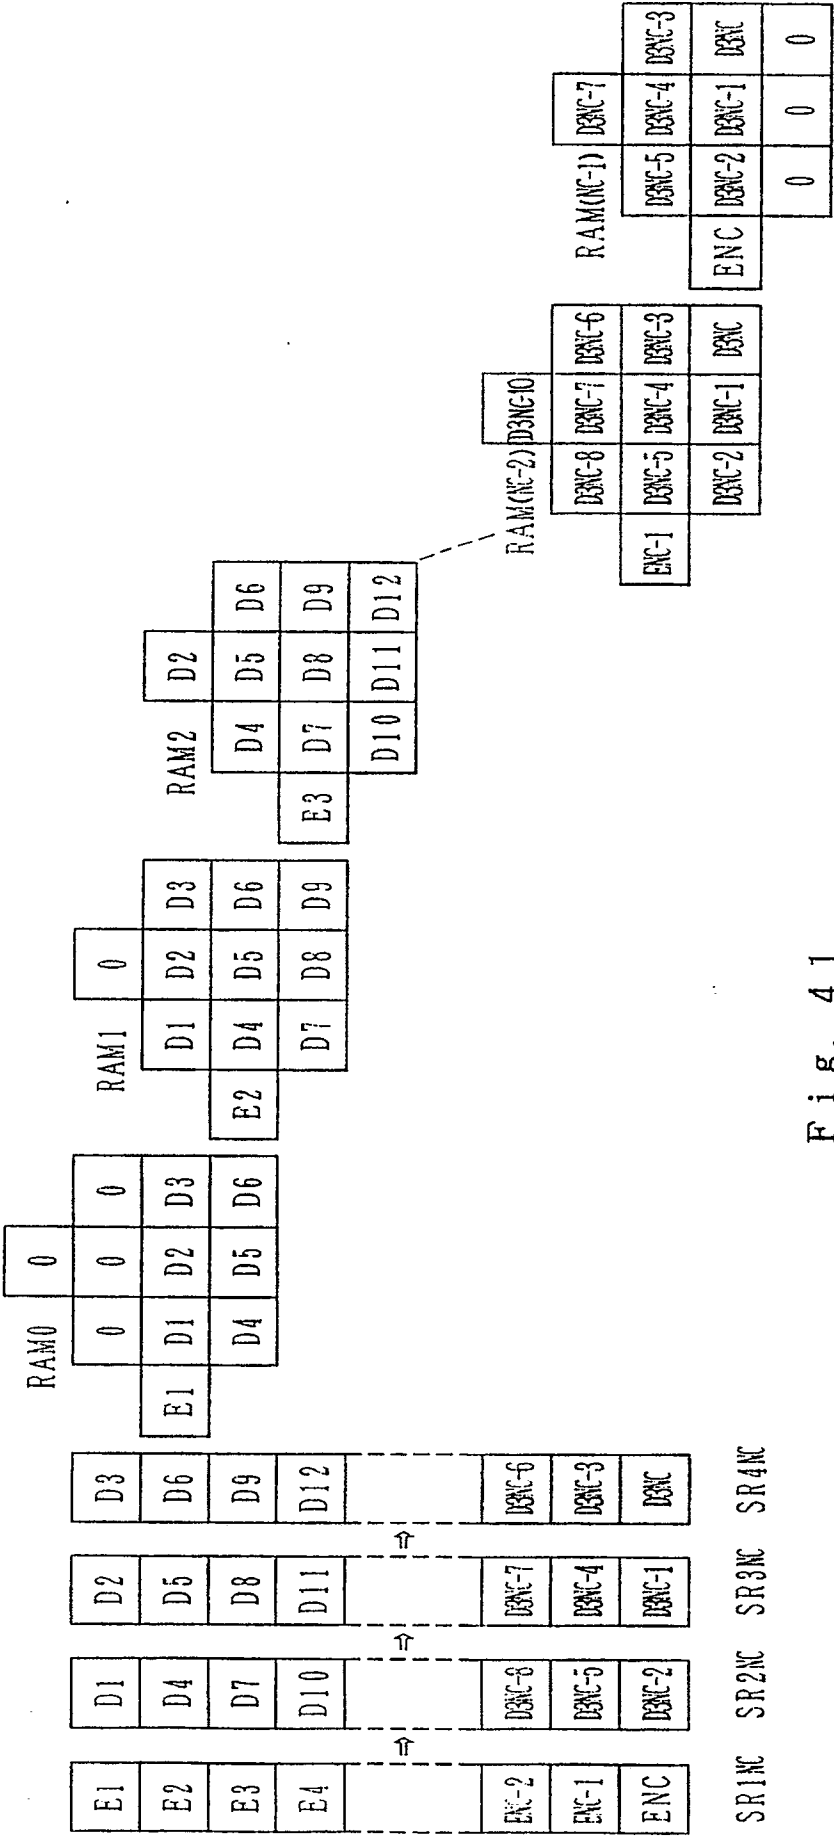 E1 D1 D2 D3
E2 D4 D5 D6
E3 D7 D8 D9
E4 D10 D11 D12
⇨ ⇨ ⇨
ENC-2 D3NC-8 D3NC-7 D3NC-6
ENC-1 D3NC-5 D3NC-4 D3NC-3
ENC D3NC-2 D3NC-1 D3NC
SR1NC SR2NC SR3NC SR4NC
RAM0
0
0 0 0
E1 D1 D2 D3
D4 D5 D6
RAM1
0
D1 D2 D3
E2 D4 D5 D6
D7 D8 D9
RAM2
D2
D4 D5 D6
E3 D7 D8 D9
D10 D11 D12
RAM(NC-2)
D3NC-10
D3NC-8 D3NC-7 D3NC-6
ENC-1 D3NC-5 D3NC-4 D3NC-3
D3NC-2 D3NC-1 D3NC
RAM(NC-1)
D3NC-7
D3NC-5 D3NC-4 D3NC-3
ENC D3NC-2 D3NC-1 D3NC
0 0 0
Fig. 41